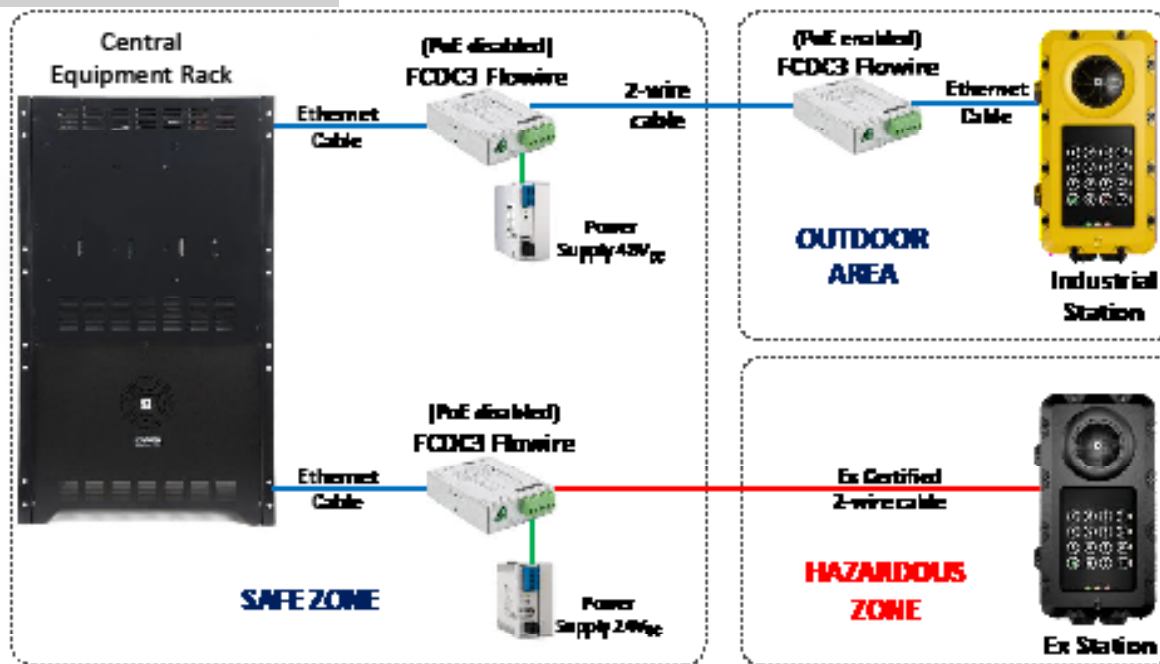 Central
Equipment Rack
Ethernet
Cable
(PoE disabled)
FCDC3 Flowire
2-wire
cable
Power
Supply 48VDC
(PoE enabled)
FCDC3 Flowire
Ethernet
Cable
OUTDOOR
AREA
Industrial
Station
Ethernet
Cable
(PoE disabled)
FCDC3 Flowire
Ex Certified
2-wire cable
Power
Supply 24VDC
SAFE ZONE
HAZARDOUS
ZONE
Ex Station